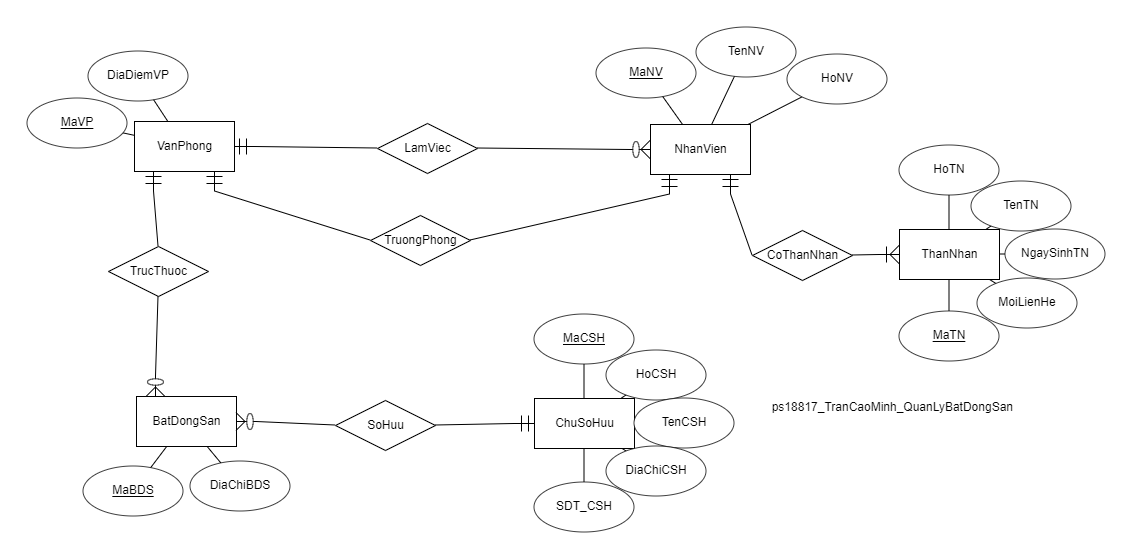 DiaDiemVP
MaVP
VanPhong
LamViec
MaNV
TenNV
HoNV
NhanVien
TruongPhong
TrucThuoc
CoThanNhan
HoTN
TenTN
ThanNhan
NgaySinhTN
MoiLienHe
MaTN
MaCSH
HoCSH
ps18817_TranCaoMinh_QuanLyBatDongSan
BatDongSan
SoHuu
ChuSoHuu
TenCSH
DiaChiCSH
MaBDS
DiaChiBDS
SDT_CSH